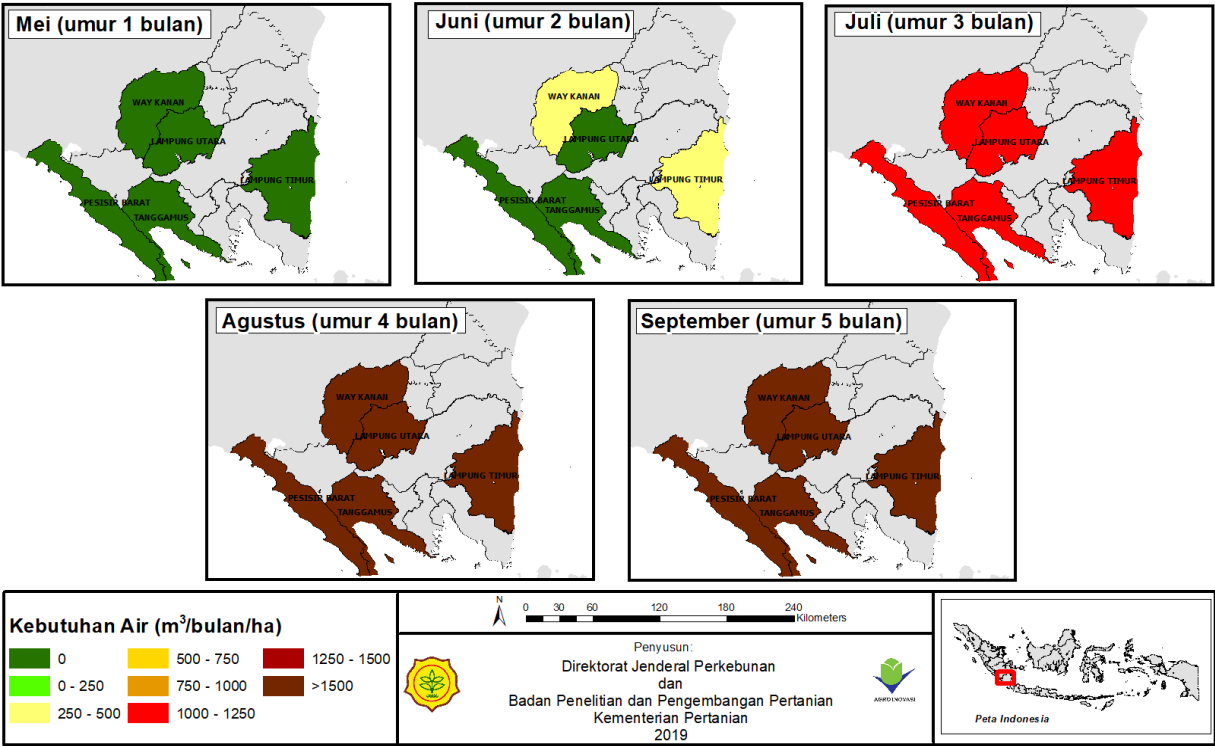 Mei (umur 1 bulan)
WAY KANAN
LAMPUNG UTARA
LAMPUNG TIMUR
PESISIR BARAT
TANGGAMUS
Juni (umur 2 bulan)
WAY KANAN
LAMPUNG UTARA
LAMPUNG TIMUR
PESISIR BARAT
TANGGAMUS
Juli (umur 3 bulan)
WAY KANAN
LAMPUNG UTARA
LAMPUNG TIMUR
PESISIR BARAT
TANGGAMUS
Agustus (umur 4 bulan)
WAY KANAN
LAMPUNG UTARA
LAMPUNG TIMUR
PESISIR BARAT
TANGGAMUS
September (umur 5 bulan)
WAY KANAN
LAMPUNG UTARA
LAMPUNG TIMUR
PESISIR BARAT
TANGGAMUS
Kebutuhan Air (m³/bulan/ha)
0
0 - 250
250 - 500
500 - 750
750 - 1000
1000 - 1250
1250 - 1500
>1500
N
0 30 60 120 180 240
Kilometers
Penyusun:
Direktorat Jenderal Perkebunan
dan
Badan Penelitian dan Pengembangan Pertanian
Kementerian Pertanian
2019
AGRO INOVASI
Peta Indonesia